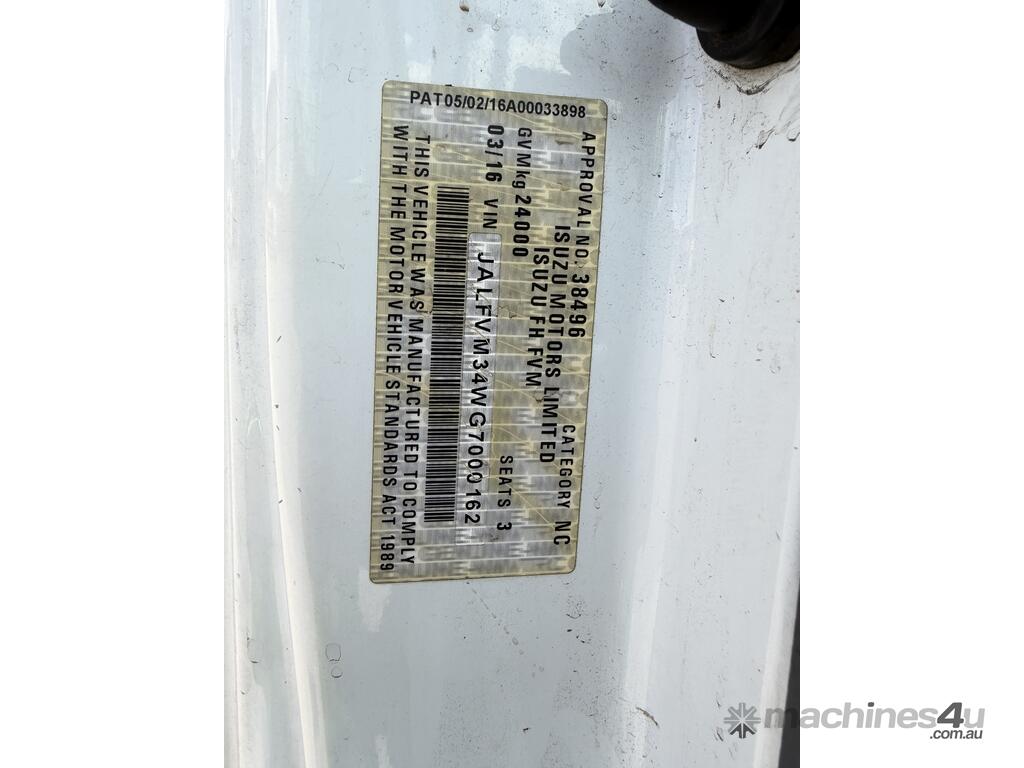 PAT05/02/16A00033898
APPROVAL NO. 38496 CATEGORY NC
ISUZU MOTORS LIMITED
ISUZU FH FVM
GVMkg 24000 SEATS 3
03/16 VIN JALFVM34WG7000162
THIS VEHICLE WAS MANUFACTURED TO COMPLY
WITH THE MOTOR VEHICLE STANDARDS ACT 1989
machines4u
.com.au